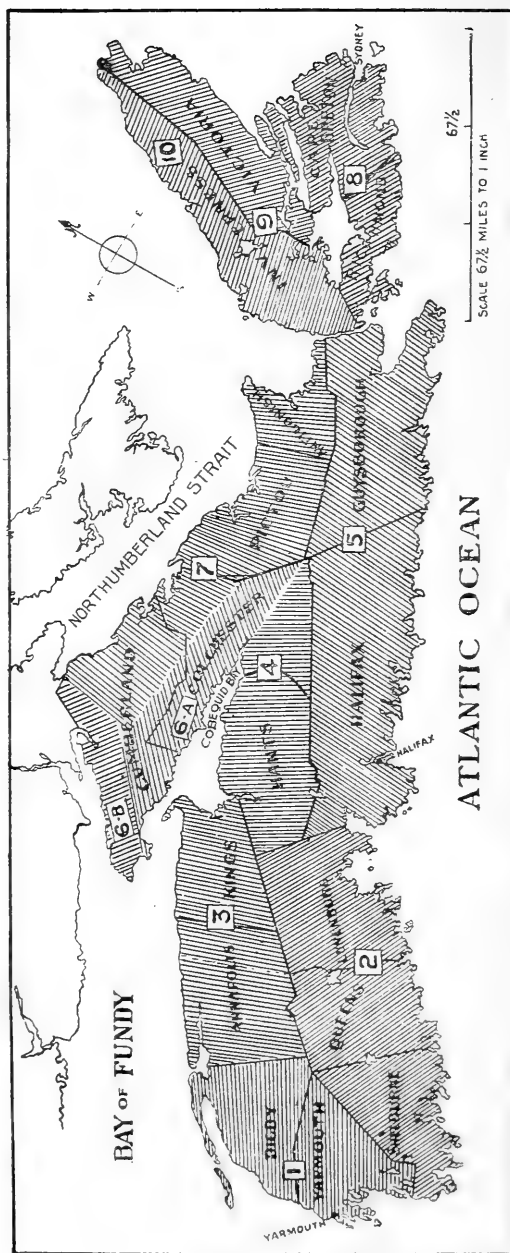 BAY OF FUNDY
NORTHUMBERLAND STRAIT
ATLANTIC OCEAN
COBEQUID BAY
1
DIGBY
YARMOUTH
YARMOUTH
SHELBURNE
2
QUEENS
LUNENBURG
3
ANNAPOLIS
KINGS
4
HANTS
5
HALIFAX
HALIFAX
GUYSBOROUGH
6-A
COLCHESTER
6-B
CUMBERLAND
7
PICTOU
ANTIGONISH
8
CAPE BRETON
RICHMOND
SYDNEY
9
VICTORIA
10
INVERNESS
N
E
S
W
67½
SCALE 67½ MILES TO 1 INCH